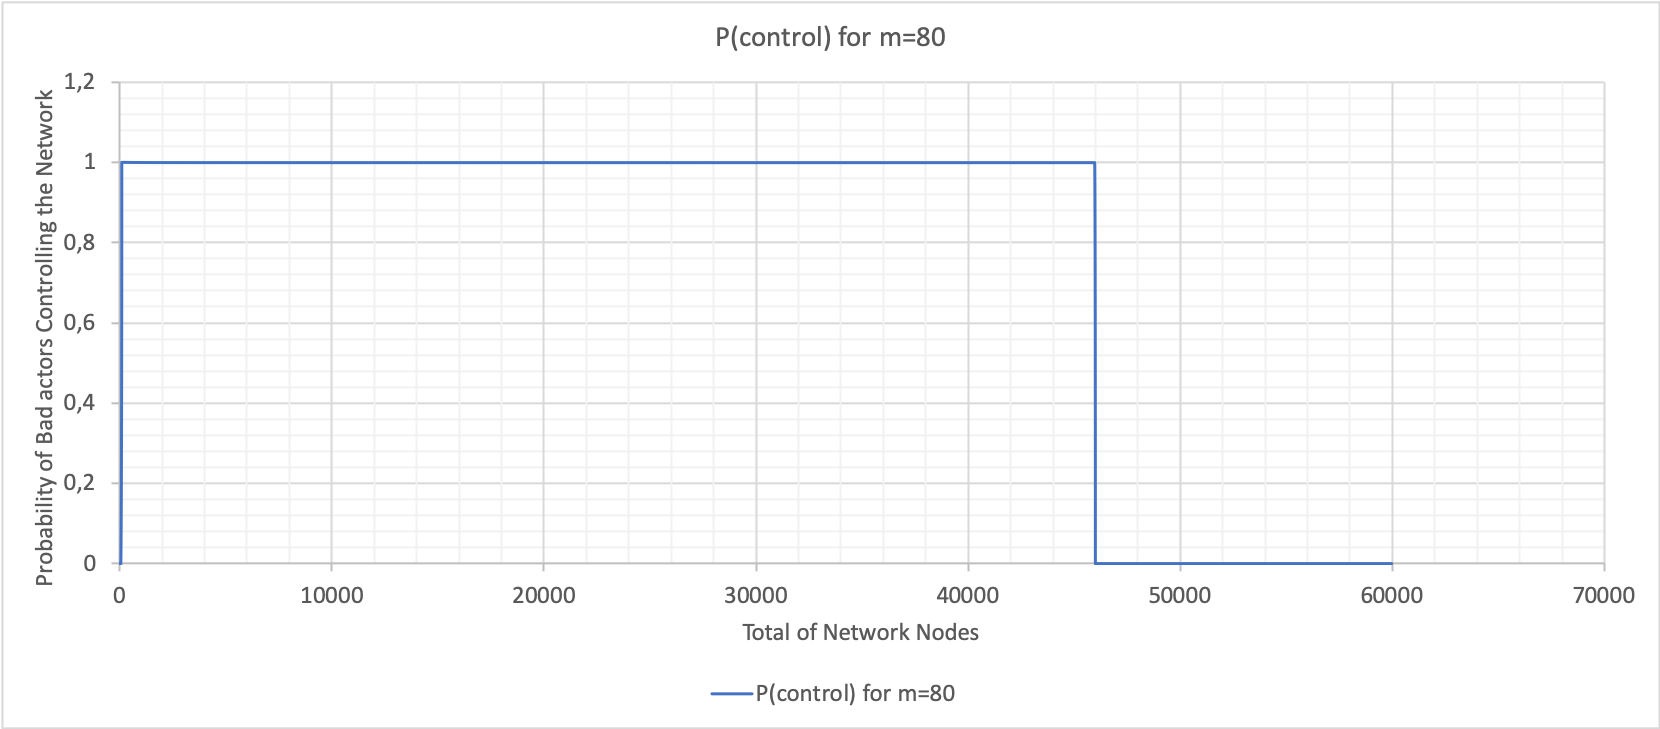 P(control) for m=80
Probability of Bad actors Controlling the Network
1,2
1
0,8
0,6
0,4
0,2
0
0 10000 20000 30000 40000 50000 60000 70000
Total of Network Nodes
P(control) for m=80